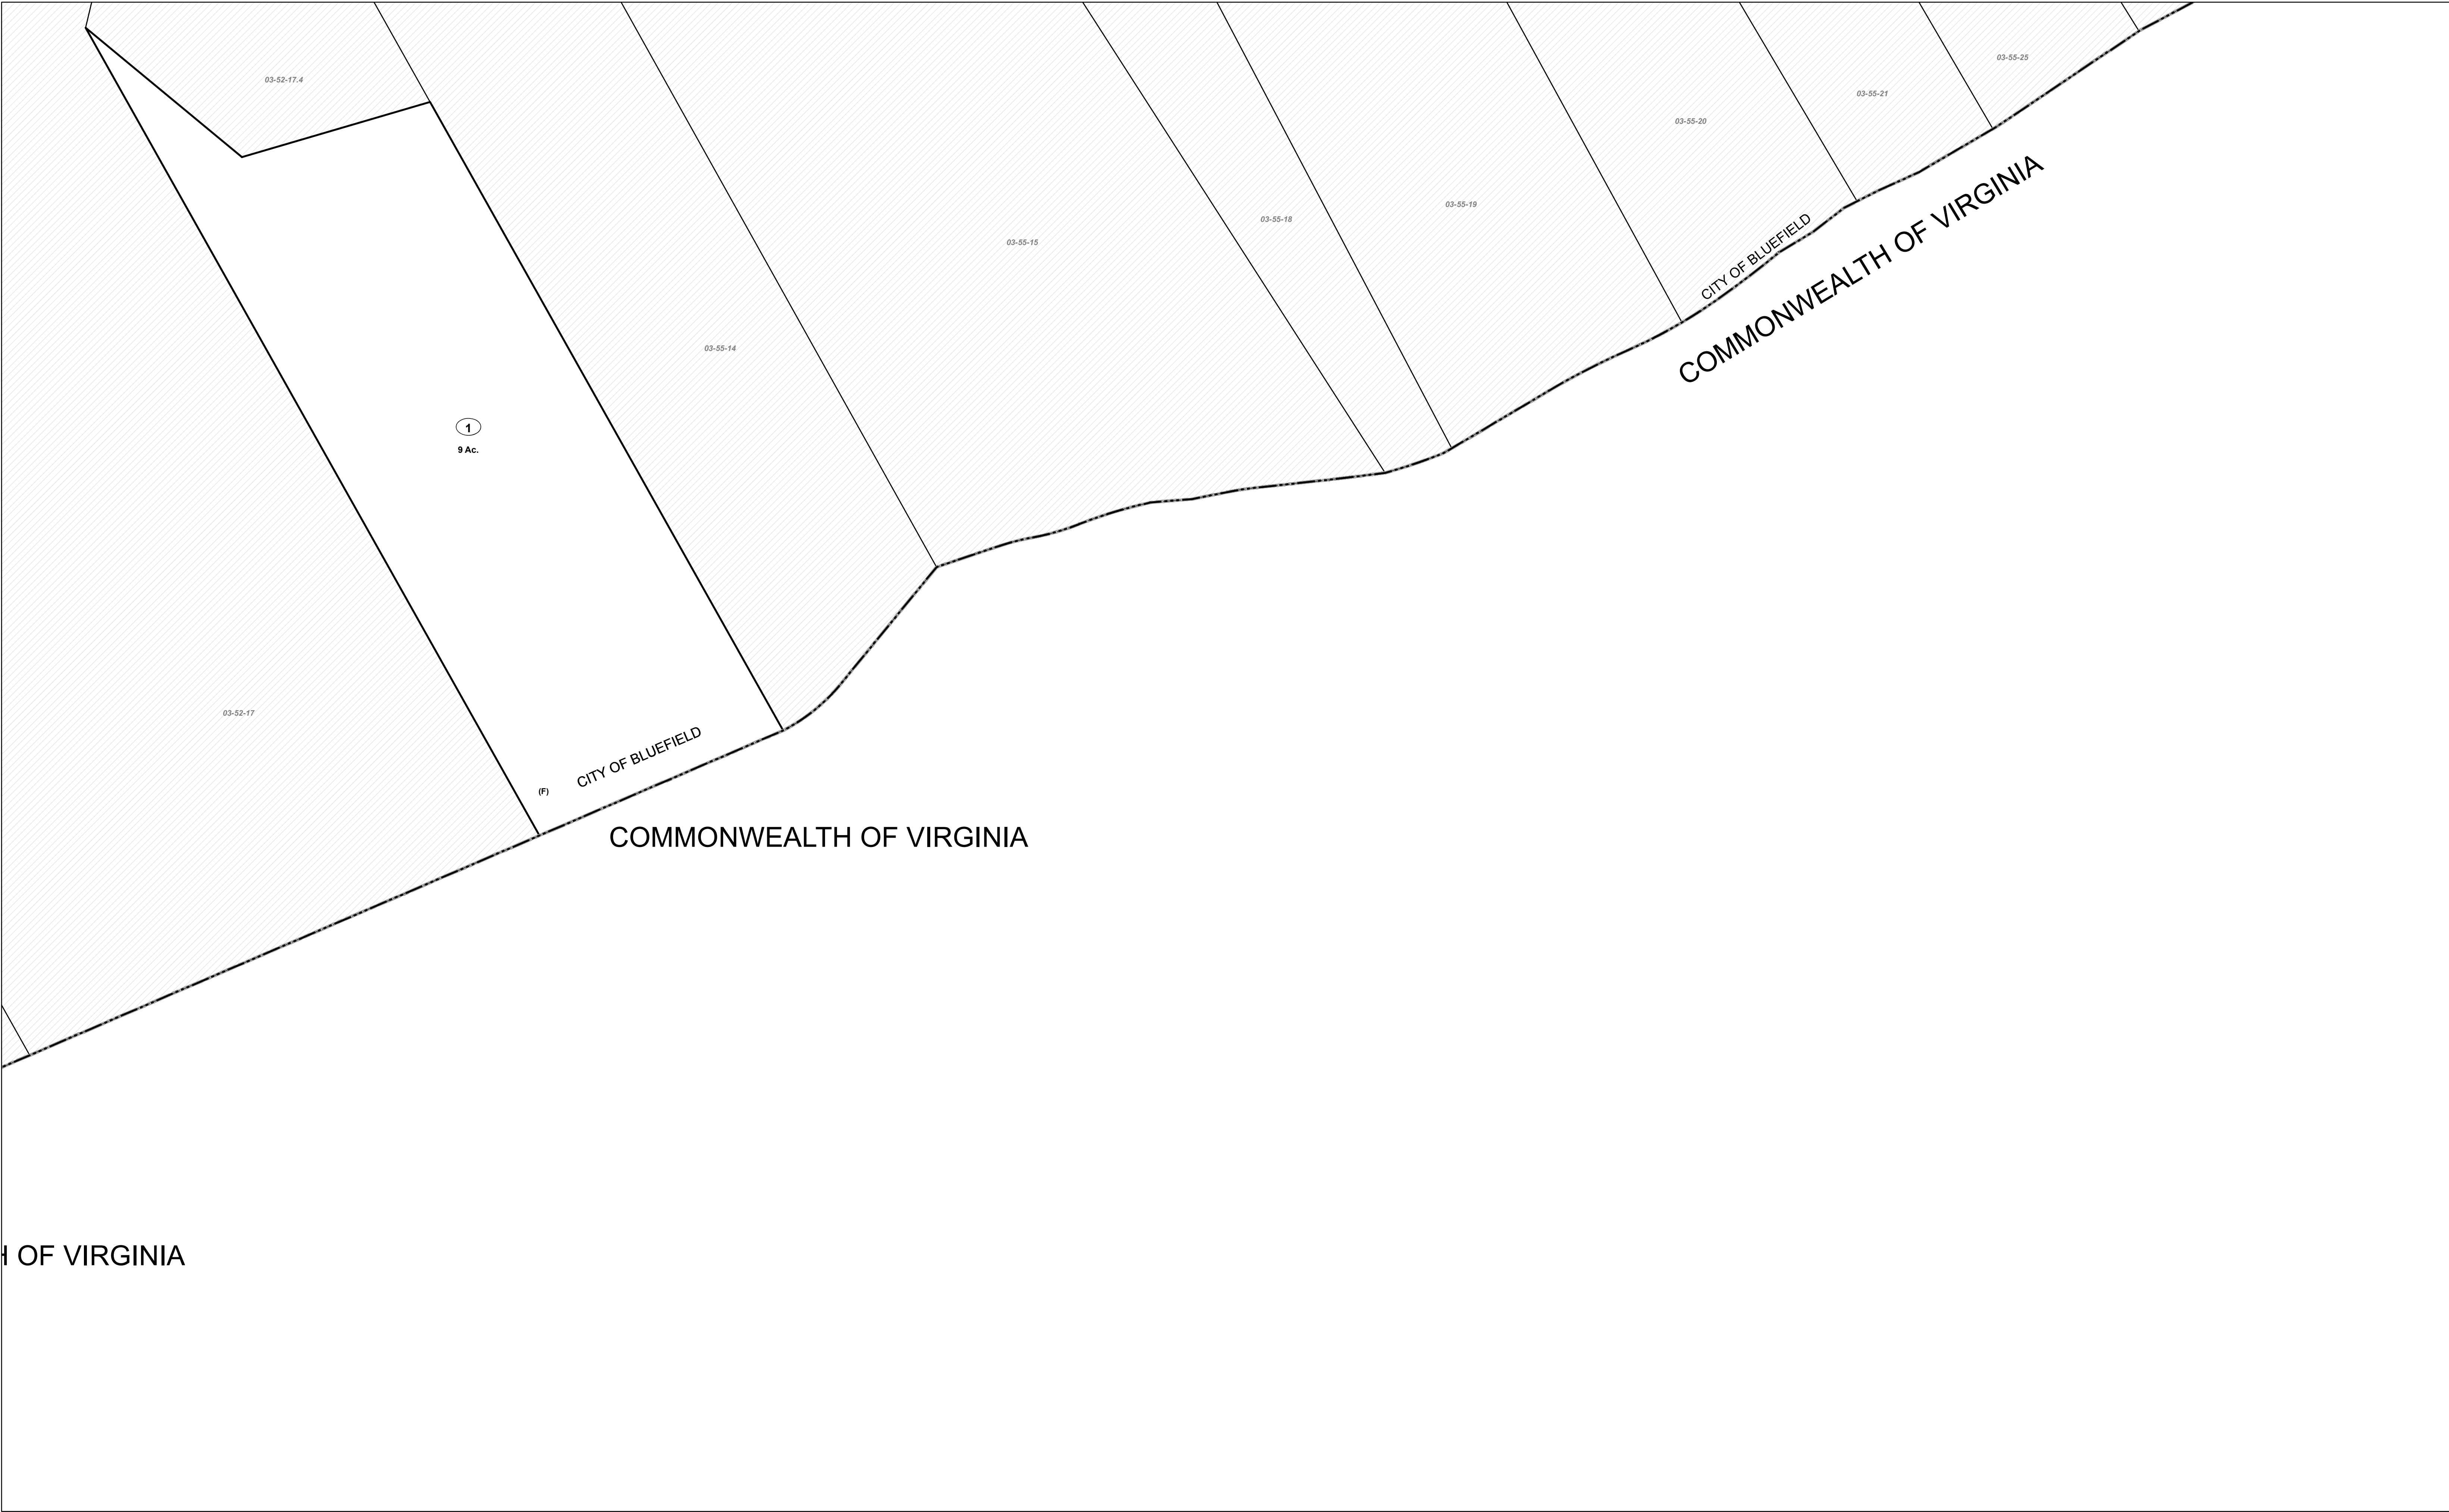 03-55-25
03-52-17.4
03-55-21
03-55-20
03-55-19
03-55-18
03-55-15
CITY OF BLUEFIELD
COMMONWEALTH OF VIRGINIA
03-55-14
1
9 Ac.
03-52-17
CITY OF BLUEFIELD
(F)
COMMONWEALTH OF VIRGINIA
H OF VIRGINIA